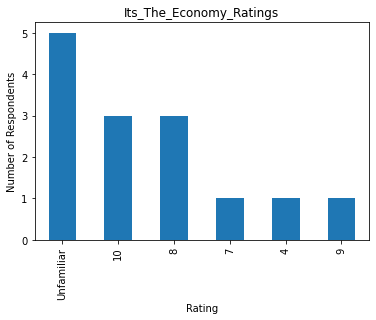 Its_The_Economy_Ratings
Number of Respondents
5
4
3
2
1
0
Unfamiliar
10
8
7
4
9
Rating